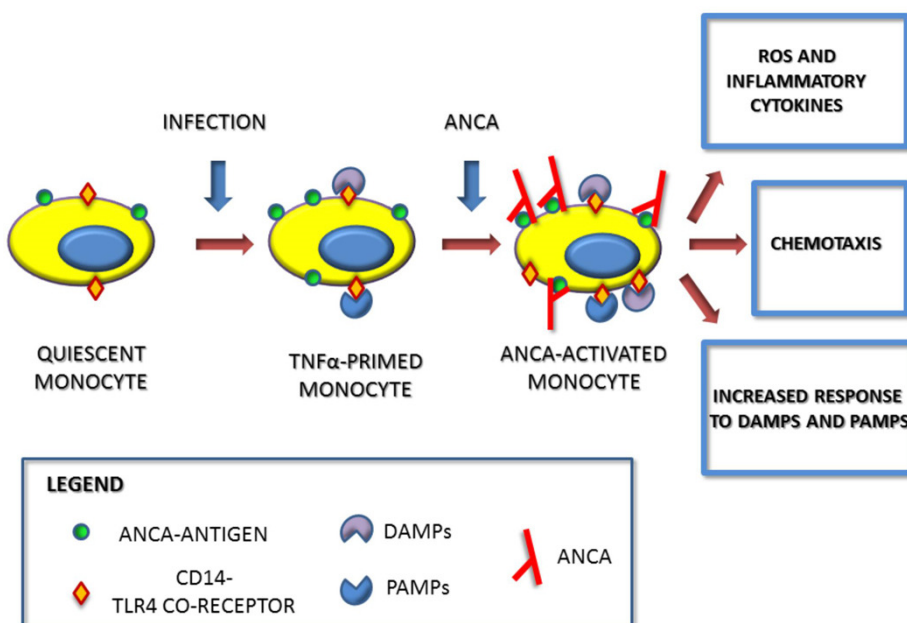 INFECTION
ANCA
QUIESCENT
MONOCYTE
TNFα-PRIMED
MONOCYTE
ANCA-ACTIVATED
MONOCYTE
ROS AND
INFLAMMATORY
CYTOKINES
CHEMOTAXIS
INCREASED RESPONSE
TO DAMPS AND PAMPS
LEGEND
ANCA-ANTIGEN
CD14-
TLR4 CO-RECEPTOR
DAMPs
PAMPs
ANCA